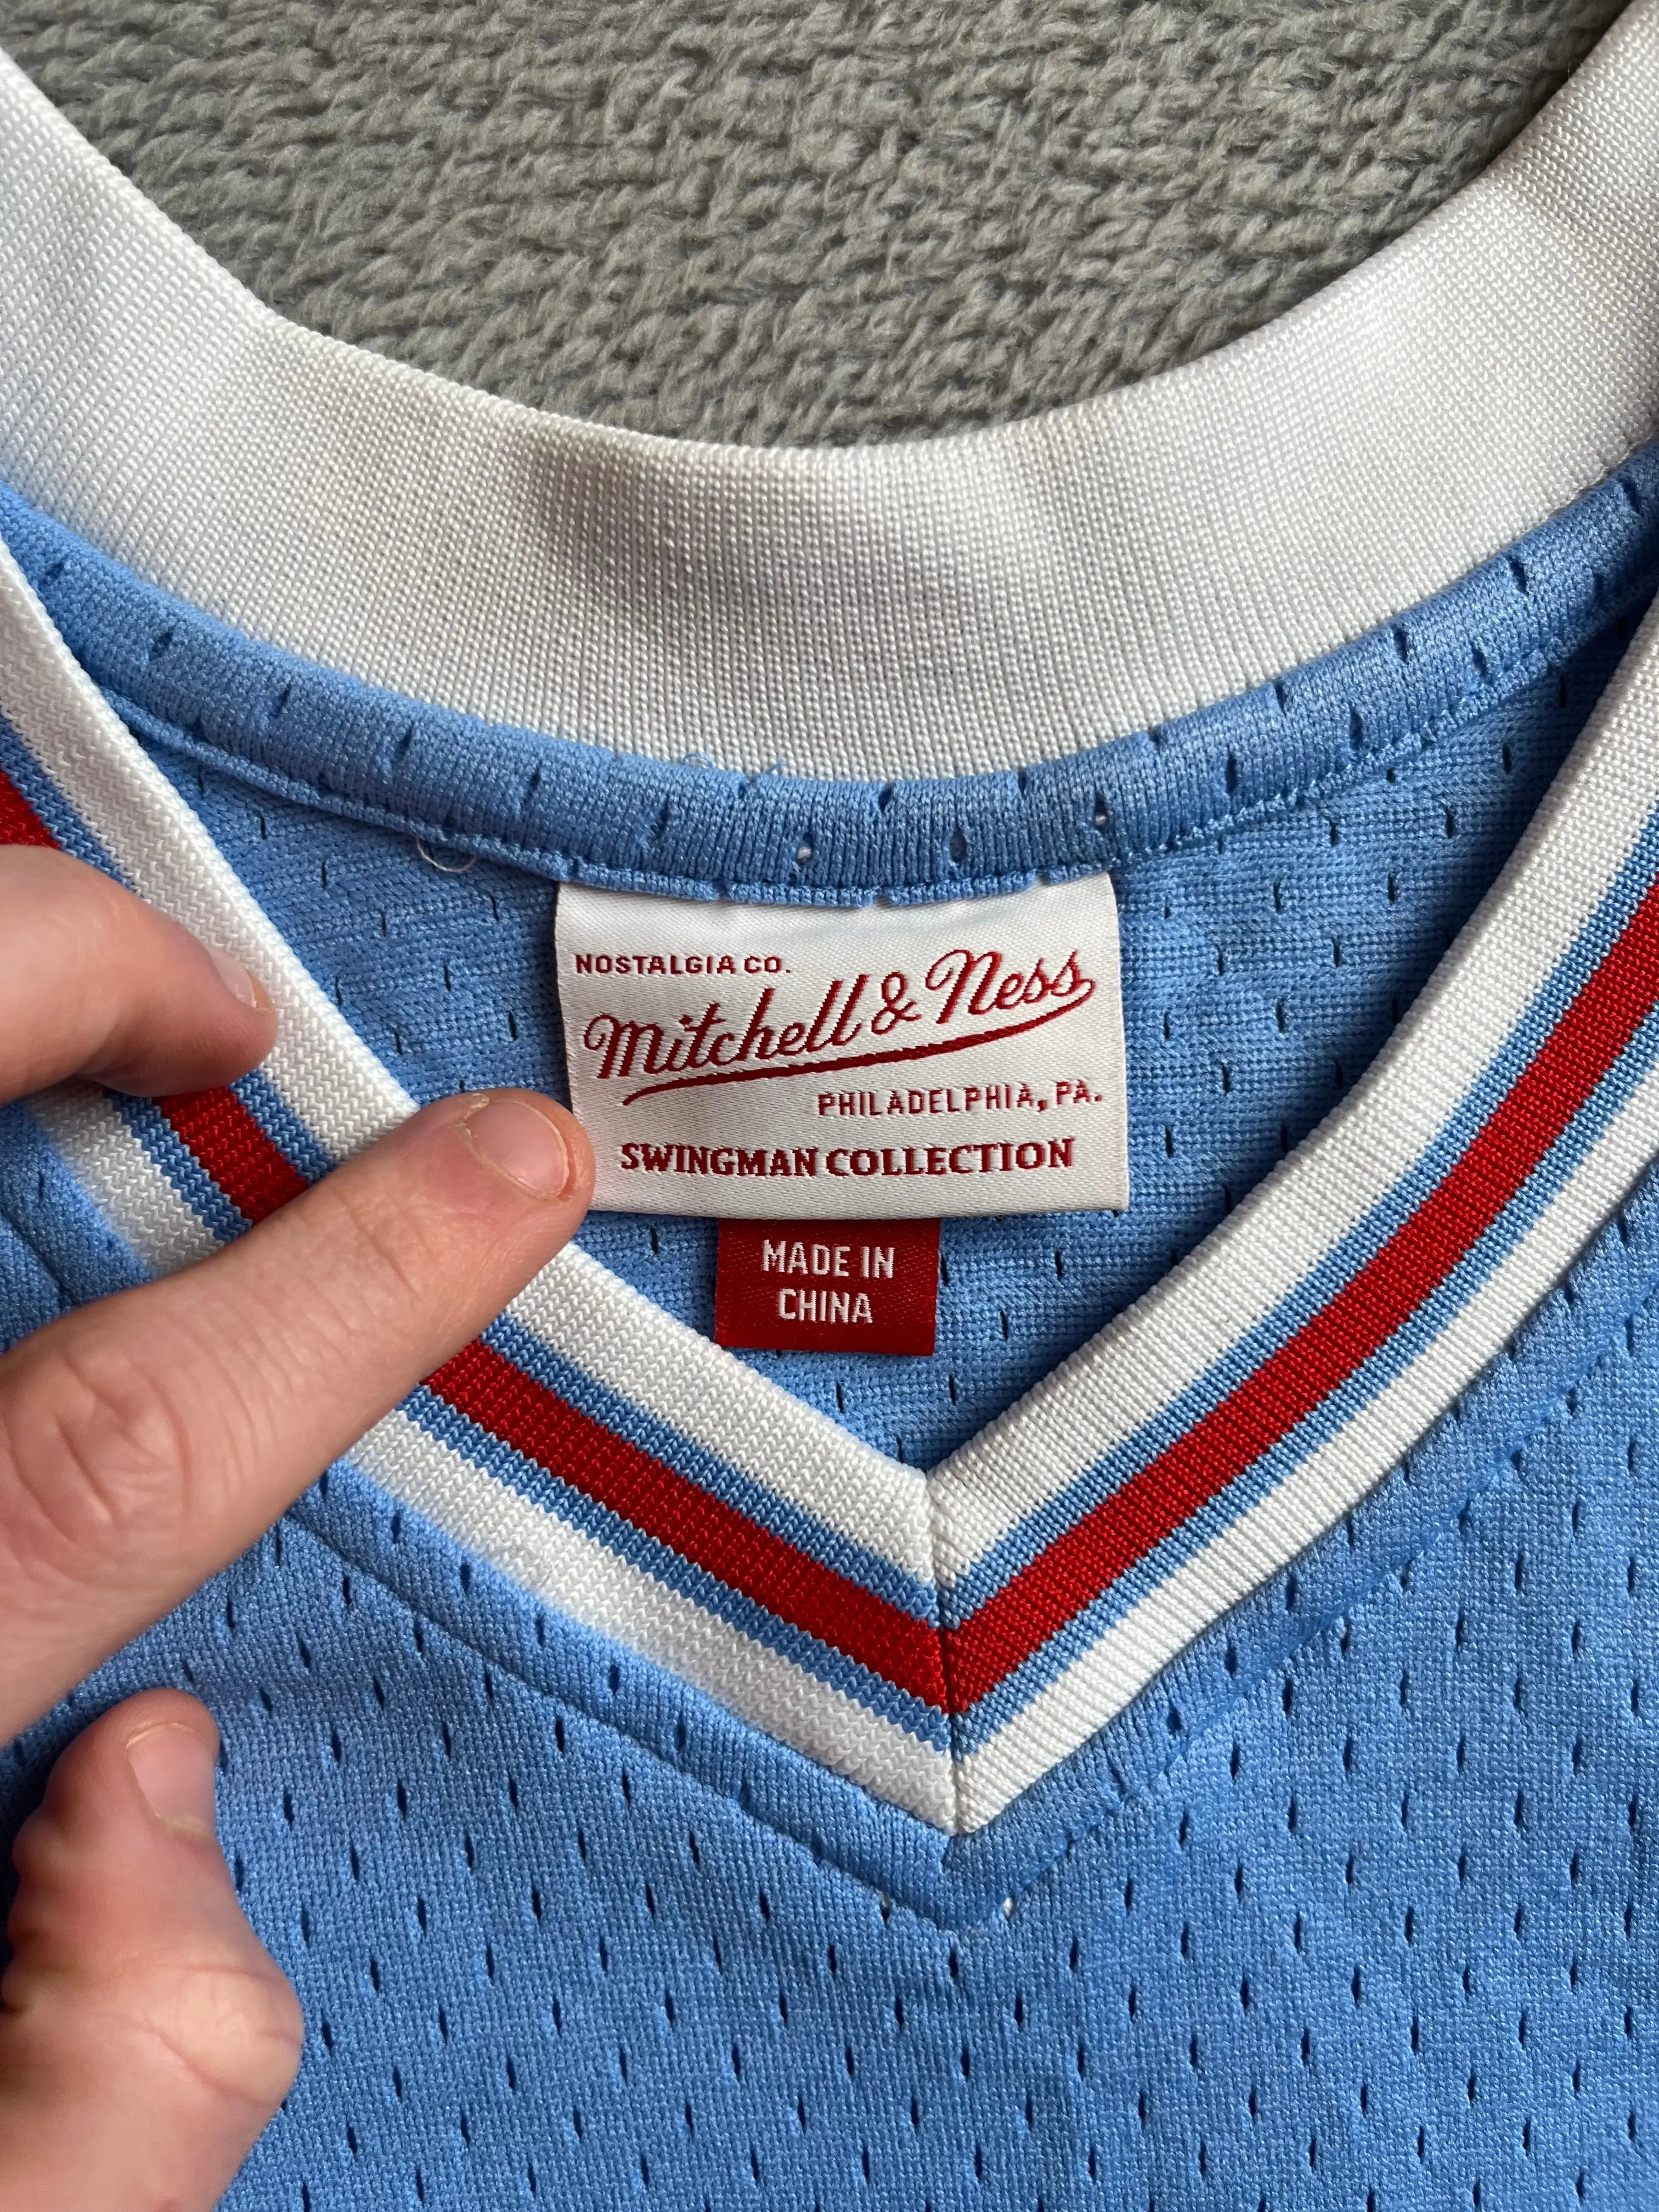 NOSTALGIA CO.
Mitchell & Ness
PHILADELPHIA, PA.
SWINGMAN COLLECTION
MADE IN
CHINA